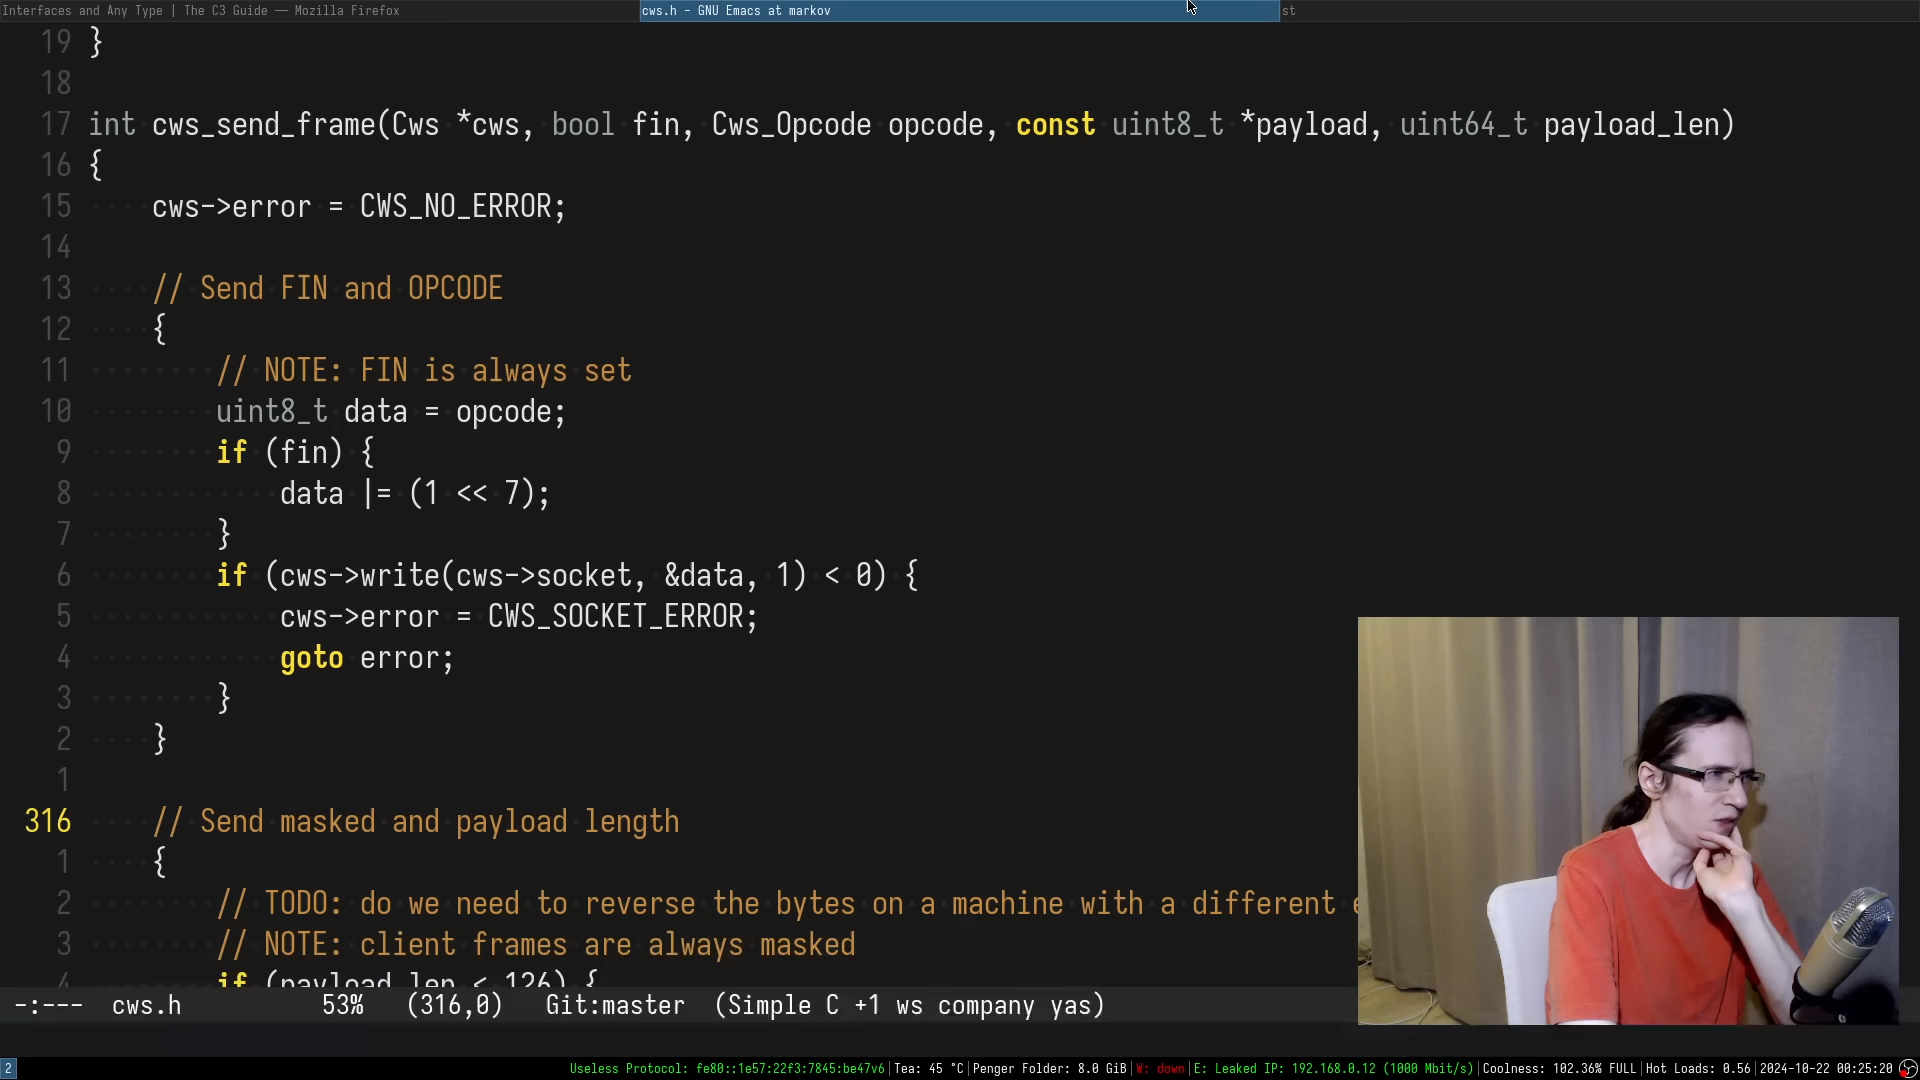 Interfaces and Any Type | The C3 Guide — Mozilla Firefox
cws.h - GNU Emacs at markov
st
19 }
18
17 int cws_send_frame(Cws *cws, bool fin, Cws_Opcode opcode, const uint8_t *payload, uint64_t payload_len)
16 {
15 cws->error = CWS_NO_ERROR;
14
13 // Send FIN and OPCODE
12 {
11 // NOTE: FIN is always set
10 uint8_t data = opcode;
9 if (fin) {
8 data |= (1 << 7);
7 }
6 if (cws->write(cws->socket, &data, 1) < 0) {
5 cws->error = CWS_SOCKET_ERROR;
4 goto error;
3 }
2 }
1
316 // Send masked and payload length
1 {
2 // TODO: do we need to reverse the bytes on a machine with a different
3 // NOTE: client frames are always masked
4 if (payload_len < 126) {
-:--- cws.h 53% (316,0) Git:master (Simple C +1 ws company yas)
2
Useless Protocol: fe80::1e57:22f3:7845:be47v6|Tea: 45 °C|Penger Folder: 8.0 GiB|W: down|E: Leaked IP: 192.168.0.12 (1000 Mbit/s)|Coolness: 102.36% FULL|Hot Loads: 0.56|2024-10-22 00:25:20